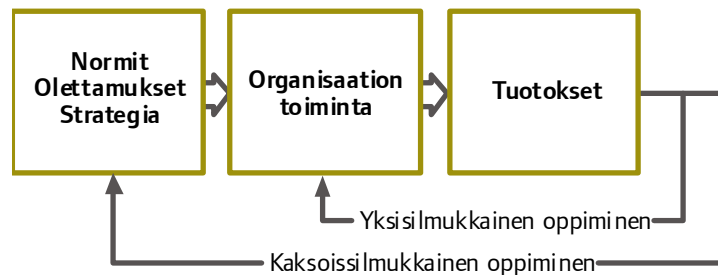 Normit
Olettamukset
Strategia
Organisaation
toiminta
Tuotokset
Yksisilmukkainen oppiminen
Kaksoissilmukkainen oppiminen